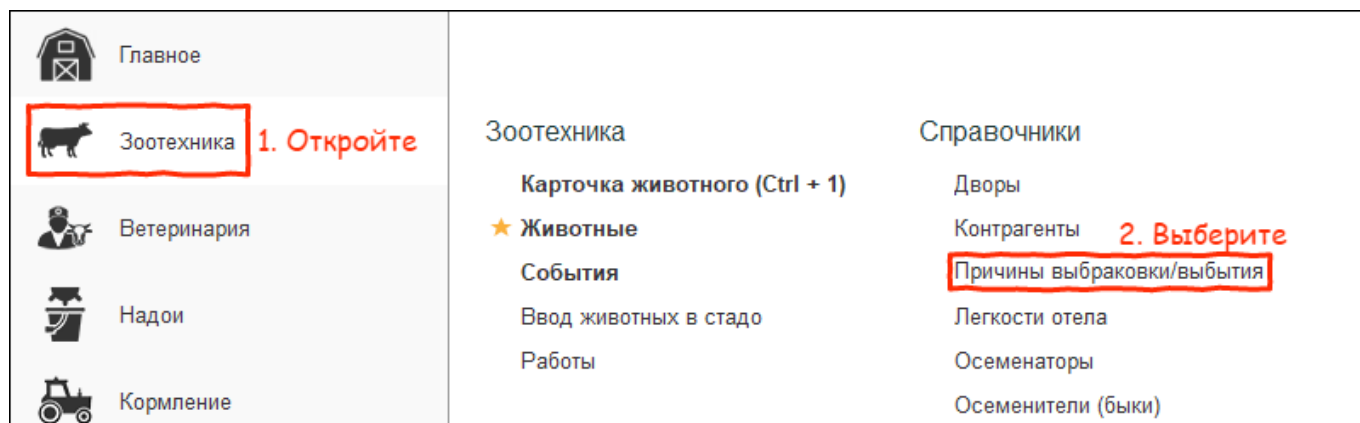 Главное
Зоотехника
1. Откройте
Ветеринария
Надои
Кормление
Зоотехника
Карточка животного (Ctrl + 1)
Животные
События
Ввод животных в стадо
Работы
Справочники
Дворы
Контрагенты
2. Выберите
Причины выбраковки/выбытия
Легкости отела
Осеменаторы
Осеменители (быки)